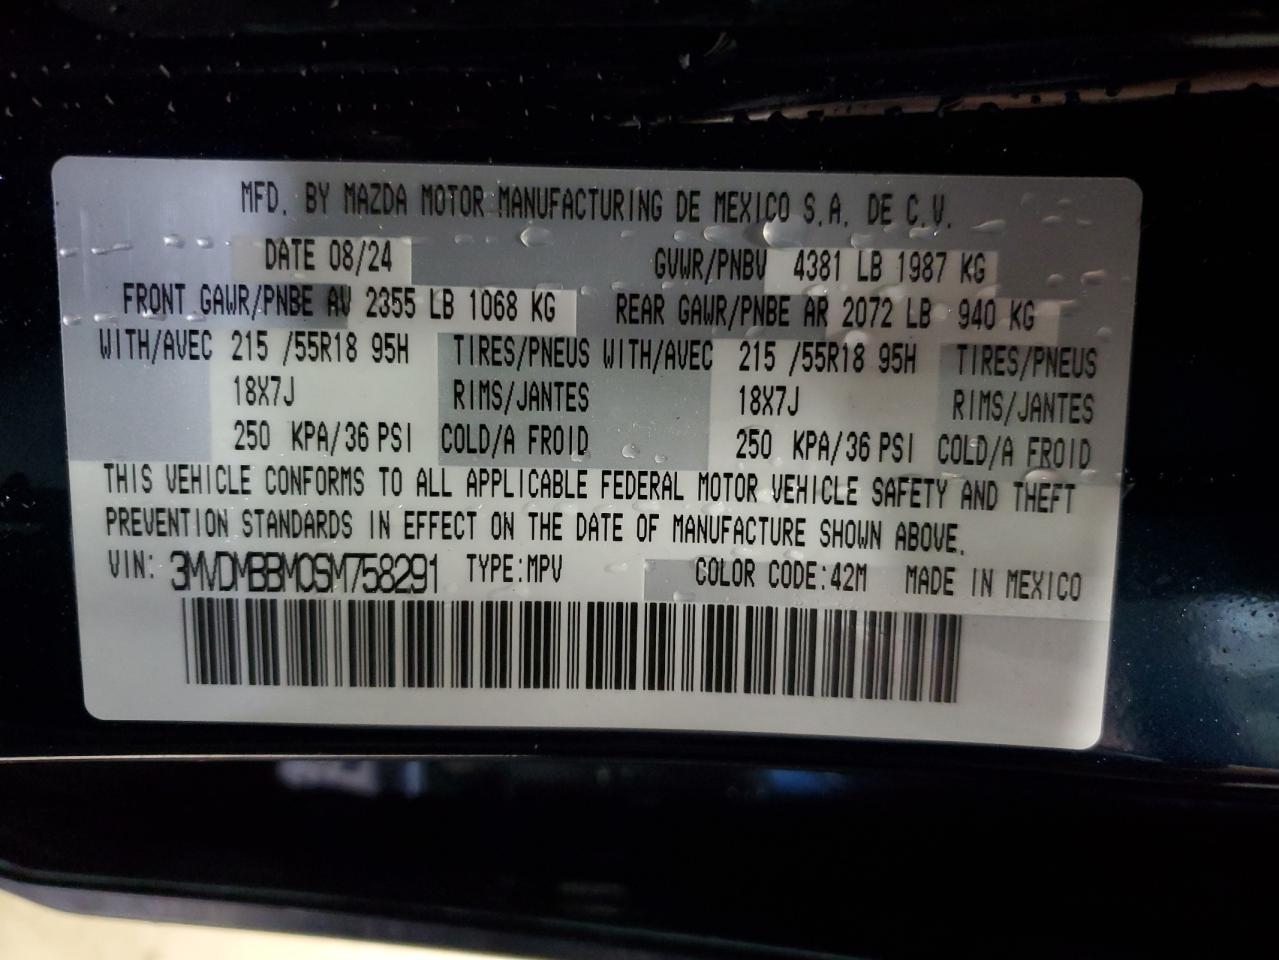 MFD. BY MAZDA MOTOR MANUFACTURING DE MEXICO S.A. DE C.V.
DATE 08/24 GVWR/PNBV 4381 LB 1987 KG
FRONT GAWR/PNBE AV 2355 LB 1068 KG REAR GAWR/PNBE AR 2072 LB 940 KG
WITH/AVEC 215 /55R18 95H TIRES/PNEUS WITH/AVEC 215 /55R18 95H TIRES/PNEUS
18X7J RIMS/JANTES 18X7J RIMS/JANTES
250 KPA/36 PSI COLD/A FROID 250 KPA/36 PSI COLD/A FROID
THIS VEHICLE CONFORMS TO ALL APPLICABLE FEDERAL MOTOR VEHICLE SAFETY AND THEFT
PREVENTION STANDARDS IN EFFECT ON THE DATE OF MANUFACTURE SHOWN ABOVE.
VIN: 3MVDMBBM0SM758291 TYPE:MPV COLOR CODE:42M MADE IN MEXICO